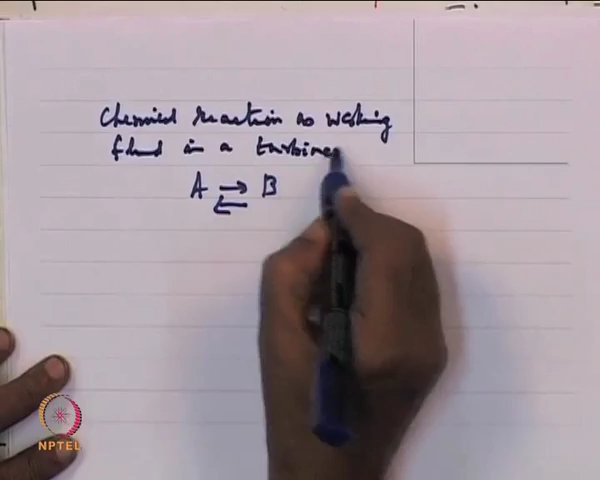 Chemical reaction as working
fluid in a turbine
A ⇌ B
NPTEL